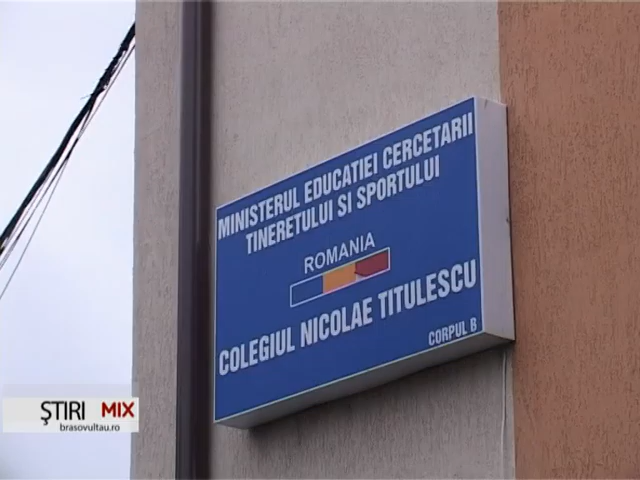 MINISTERUL EDUCATIEI CERCETARII
TINERETULUI SI SPORTULUI
ROMANIA
COLEGIUL NICOLAE TITULESCU
CORPUL B
ŞTIRI MIX
brasovultau.ro